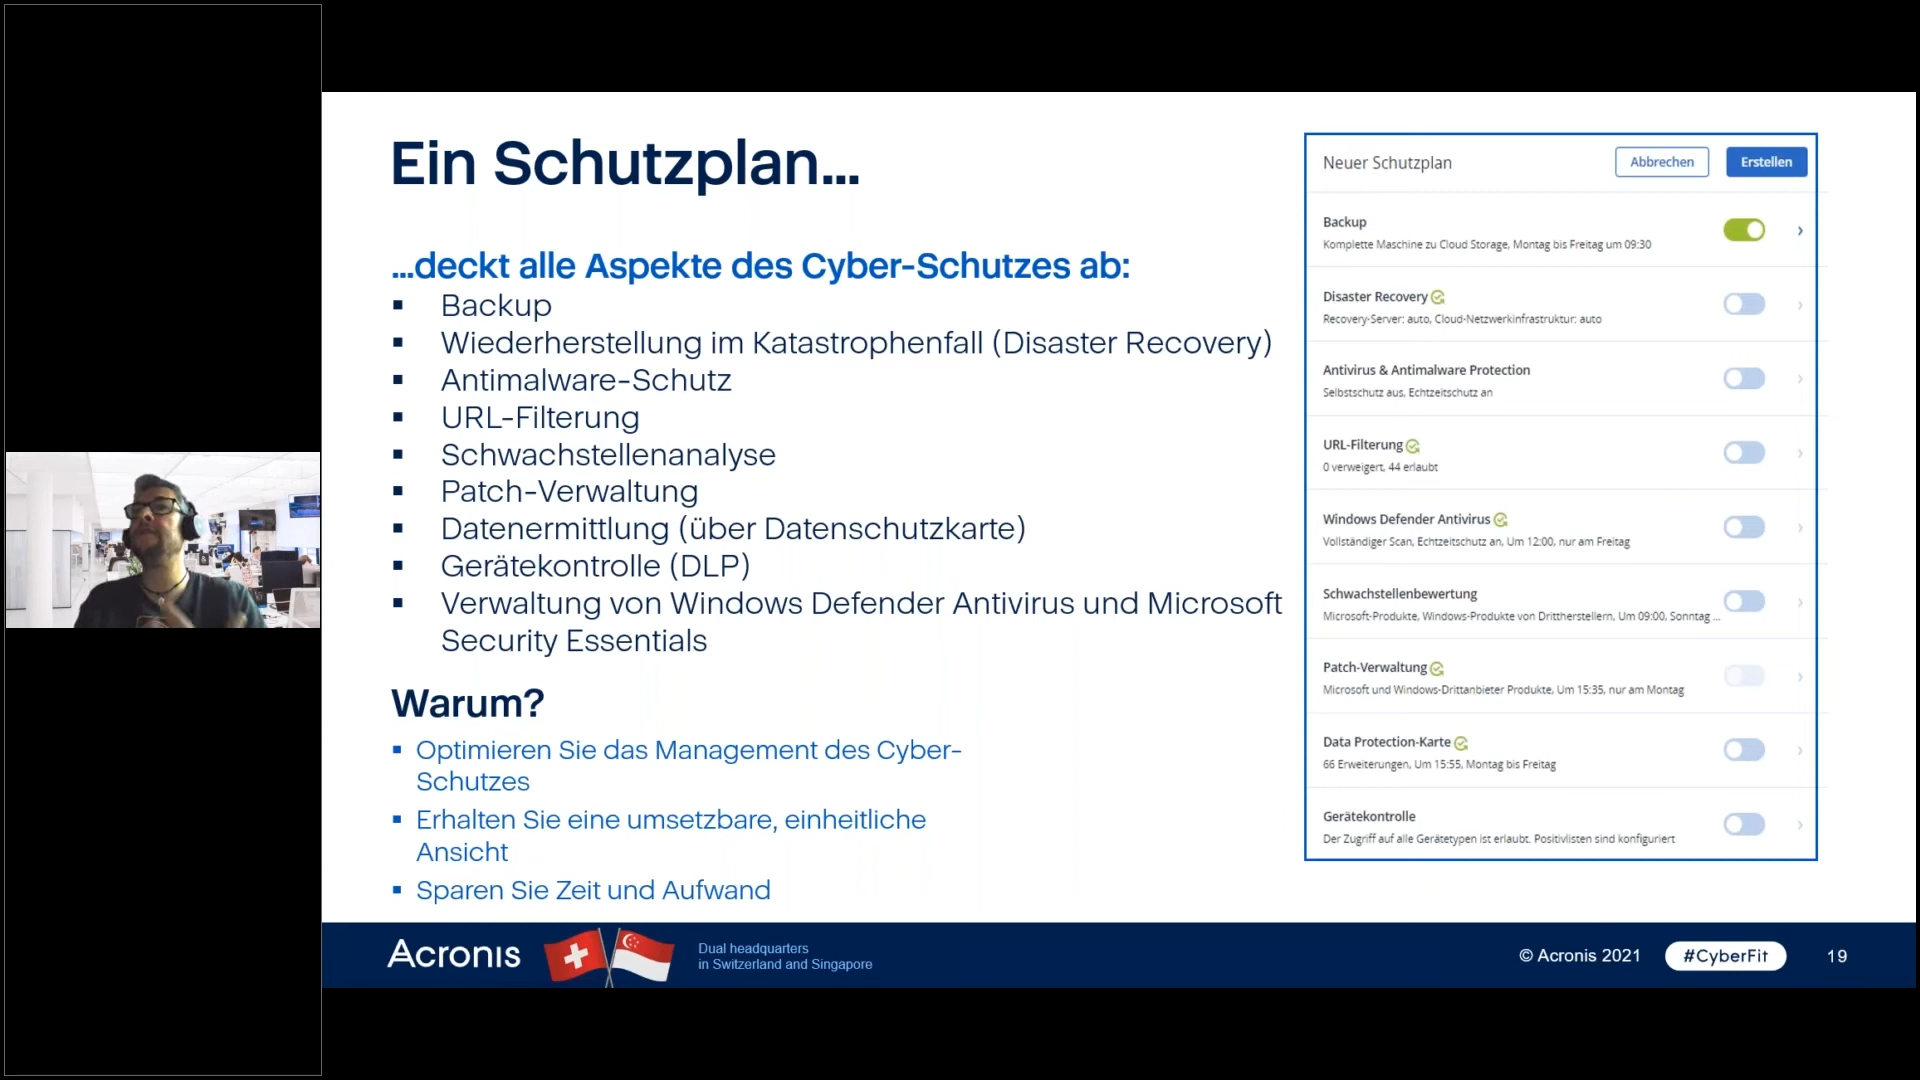 Ein Schutzplan...
...deckt alle Aspekte des Cyber-Schutzes ab:
▪ Backup
▪ Wiederherstellung im Katastrophenfall (Disaster Recovery)
▪ Antimalware-Schutz
▪ URL-Filterung
▪ Schwachstellenanalyse
▪ Patch-Verwaltung
▪ Datenermittlung (über Datenschutzkarte)
▪ Gerätekontrolle (DLP)
▪ Verwaltung von Windows Defender Antivirus und Microsoft
Security Essentials
Warum?
▪ Optimieren Sie das Management des Cyber-
Schutzes
▪ Erhalten Sie eine umsetzbare, einheitliche
Ansicht
▪ Sparen Sie Zeit und Aufwand
Neuer Schutzplan
Abbrechen
Erstellen
Backup
Komplette Maschine zu Cloud Storage, Montag bis Freitag um 09:30
Disaster Recovery
Recovery-Server: auto, Cloud-Netzwerkinfrastruktur: auto
Antivirus & Antimalware Protection
Selbstschutz aus, Echtzeitschutz an
URL-Filterung
0 verweigert, 44 erlaubt
Windows Defender Antivirus
Vollständiger Scan, Echtzeitschutz an, Um 12:00, nur am Freitag
Schwachstellenbewertung
Microsoft-Produkte, Windows-Produkte von Drittherstellern, Um 09:00, Sonntag ...
Patch-Verwaltung
Microsoft und Windows-Drittanbieter Produkte, Um 15:35, nur am Montag
Data Protection-Karte
66 Erweiterungen, Um 15:55, Montag bis Freitag
Gerätekontrolle
Der Zugriff auf alle Gerätetypen ist erlaubt. Positivlisten sind konfiguriert
Acronis
Dual headquarters
in Switzerland and Singapore
© Acronis 2021
#CyberFit
19